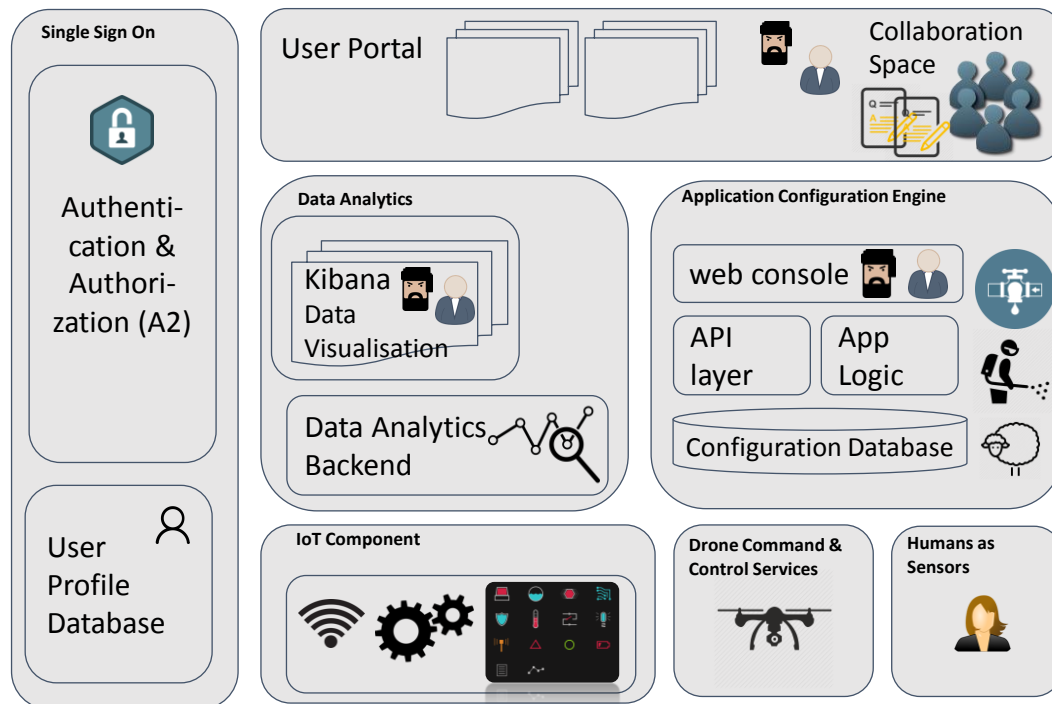 Single Sign On
Authenti-
cation &
Authori-
zation (A2)
User
Profile
Database
User Portal
Collaboration
Space
Q
A
Data Analytics
Kibana
Data
Visualisation
Data Analytics
Backend
Application Configuration Engine
web console
API
layer
App
Logic
Configuration Database
IoT Component
Drone Command &
Control Services
Humans as
Sensors